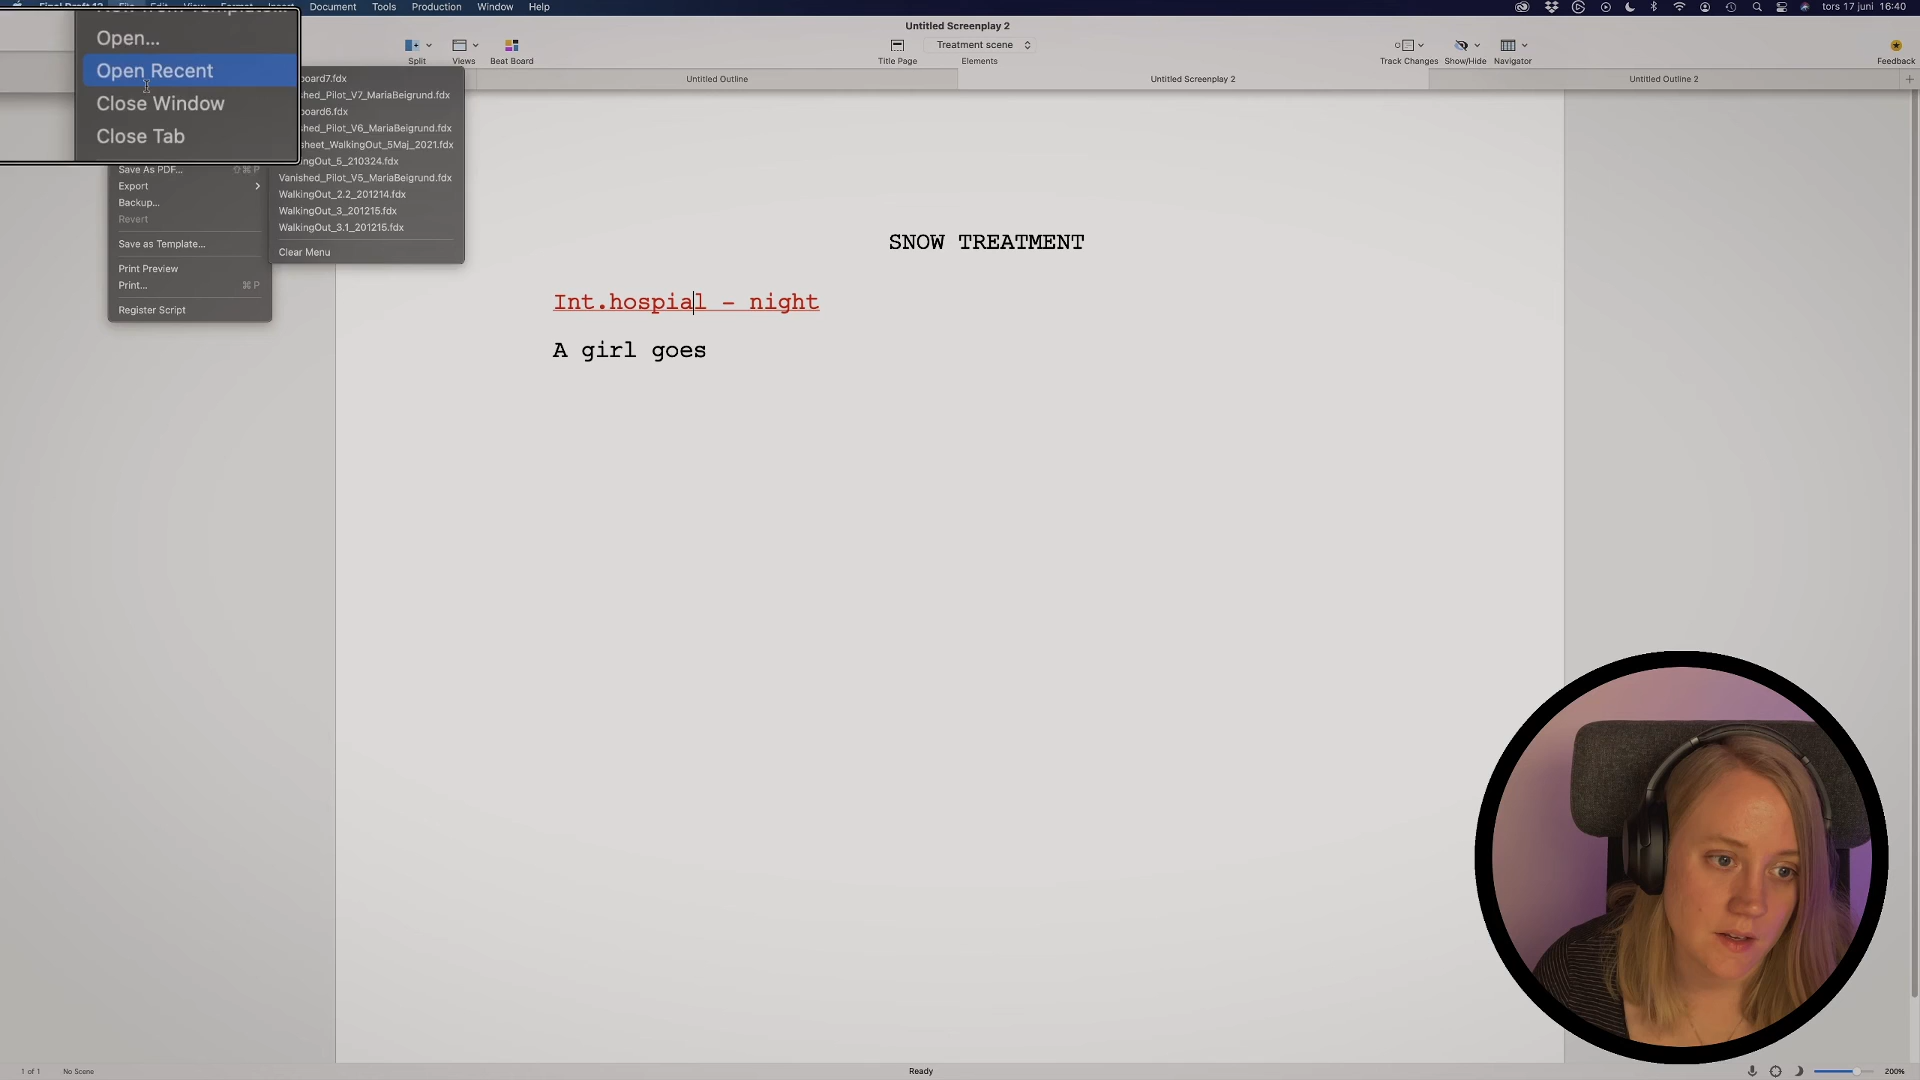 Document Tools Production Window Help
tors 17 juni 16:40
Open...
Open Recent
Close Window
Close Tab
Untitled Screenplay 2
Split
Views
Beat Board
Title Page
Treatment scene
Elements
Track Changes
Show/Hide
Navigator
Feedback
Untitled Outline
Untitled Screenplay 2
Untitled Outline 2
board7.fdx
shed_Pilot_V7_MariaBeigrund.fdx
board6.fdx
shed_Pilot_V6_MariaBeigrund.fdx
sheet_WalkingOut_5Maj_2021.fdx
ngOut_5_210324.fdx
Vanished_Pilot_V5_MariaBeigrund.fdx
WalkingOut_2.2_201214.fdx
WalkingOut_3_201215.fdx
WalkingOut_3.1_201215.fdx
Clear Menu
Save As PDF... ⇧⌘P
Export
Backup...
Revert
Save as Template...
Print Preview
Print... ⌘P
Register Script
SNOW TREATMENT
Int.hospial - night
A girl goes
1 of 1
No Scene
Ready
200%